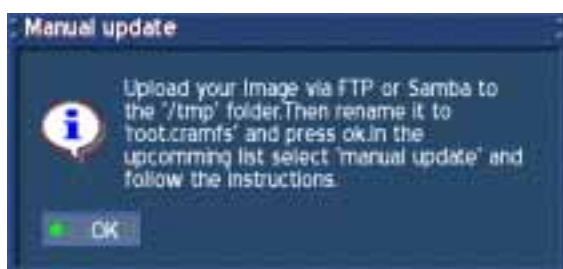 Manual update
Upload your Image via FTP or Samba to
the '/tmp' folder.Then rename it to
'root.cramfs' and press ok.In the
upcomming list select 'manual update' and
follow the instructions.
OK